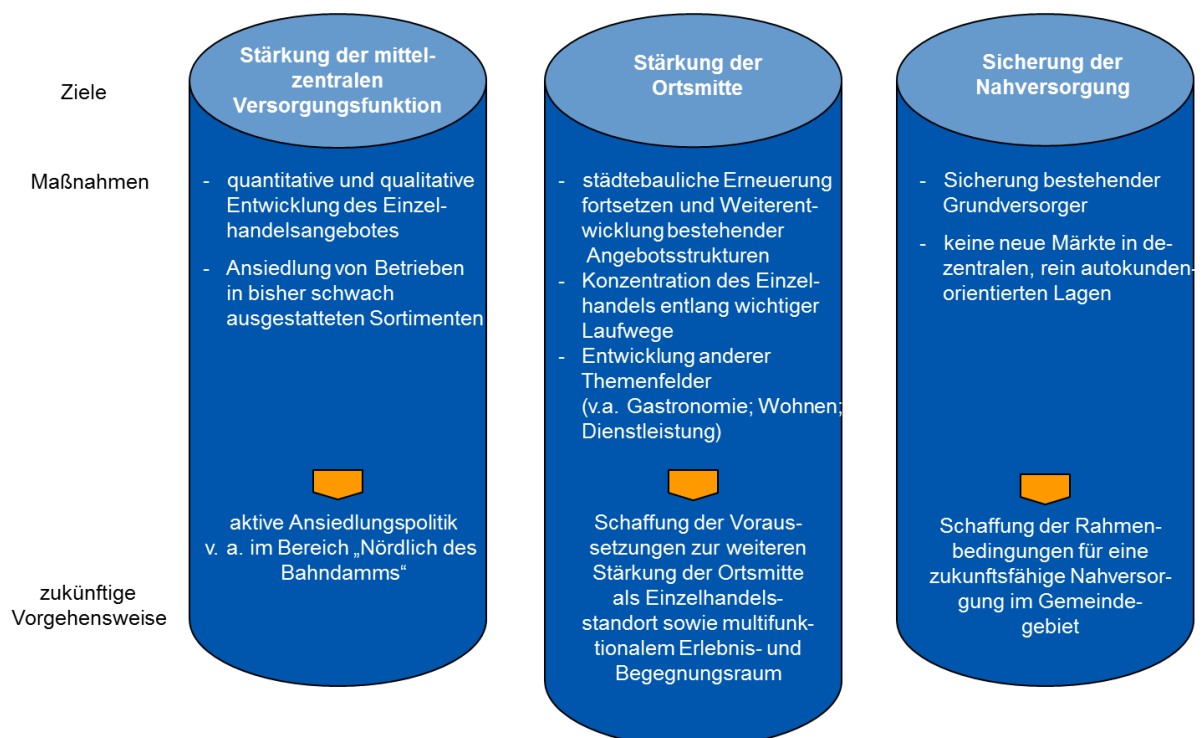 Ziele
Maßnahmen
zukünftige
Vorgehensweise
Stärkung der mittel-
zentralen
Versorgungsfunktion
- quantitative und qualitative
Entwicklung des Einzel-
handelsangebotes
- Ansiedlung von Betrieben
in bisher schwach
ausgestatteten Sortimenten
aktive Ansiedlungspolitik
v. a. im Bereich „Nördlich des
Bahndamms“
Stärkung der
Ortsmitte
- städtebauliche Erneuerung
fortsetzen und Weiterent-
wicklung bestehender
Angebotsstrukturen
- Konzentration des Einzel-
handels entlang wichtiger
Laufwege
- Entwicklung anderer
Themenfelder
(v.a. Gastronomie; Wohnen;
Dienstleistung)
Schaffung der Voraus-
setzungen zur weiteren
Stärkung der Ortsmitte
als Einzelhandels-
standort sowie multifunk-
tionalem Erlebnis- und
Begegnungsraum
Sicherung der
Nahversorgung
- Sicherung bestehender
Grundversorger
- keine neue Märkte in de-
zentralen, rein autokunden-
orientierten Lagen
Schaffung der Rahmen-
bedingungen für eine
zukunftsfähige Nahversor-
gung im Gemeinde-
gebiet